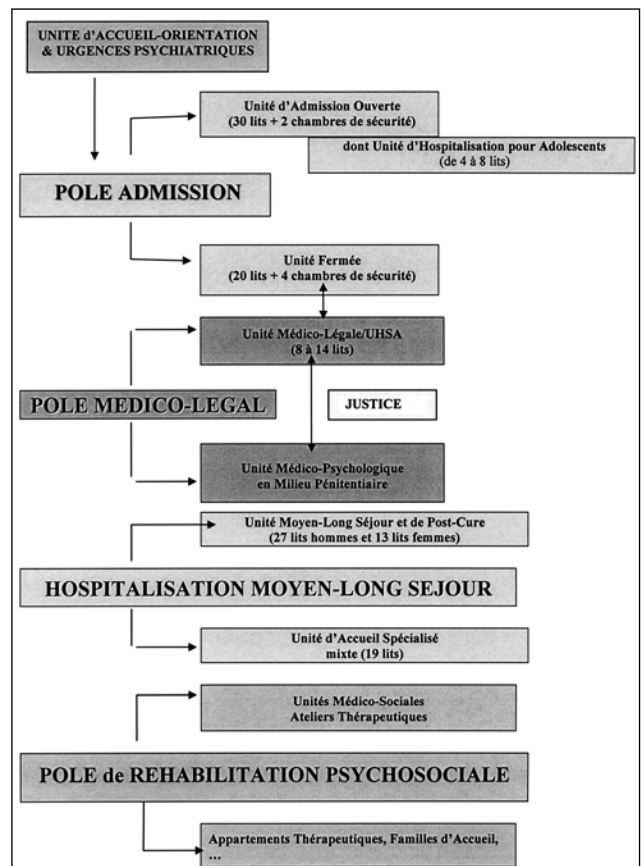 UNITE d'ACCUEIL-ORIENTATION
& URGENCES PSYCHIATRIQUES
Unité d'Admission Ouverte
(30 lits + 2 chambres de sécurité)
dont Unité d'Hospitalisation pour Adolescents
(de 4 à 8 lits)
POLE ADMISSION
Unité Fermée
(20 lits + 4 chambres de sécurité)
Unité Médico-Légale/UHSA
(8 à 14 lits)
POLE MEDICO-LEGAL
JUSTICE
Unité Médico-Psychologique
en Milieu Pénitentiaire
Unité Moyen-Long Séjour et de Post-Cure
(27 lits hommes et 13 lits femmes)
HOSPITALISATION MOYEN-LONG SEJOUR
Unité d'Accueil Spécialisé
mixte (19 lits)
Unités Médico-Sociales
Ateliers Thérapeutiques
POLE de REHABILITATION PSYCHOSOCIALE
Appartements Thérapeutiques, Familles d'Accueil,
…